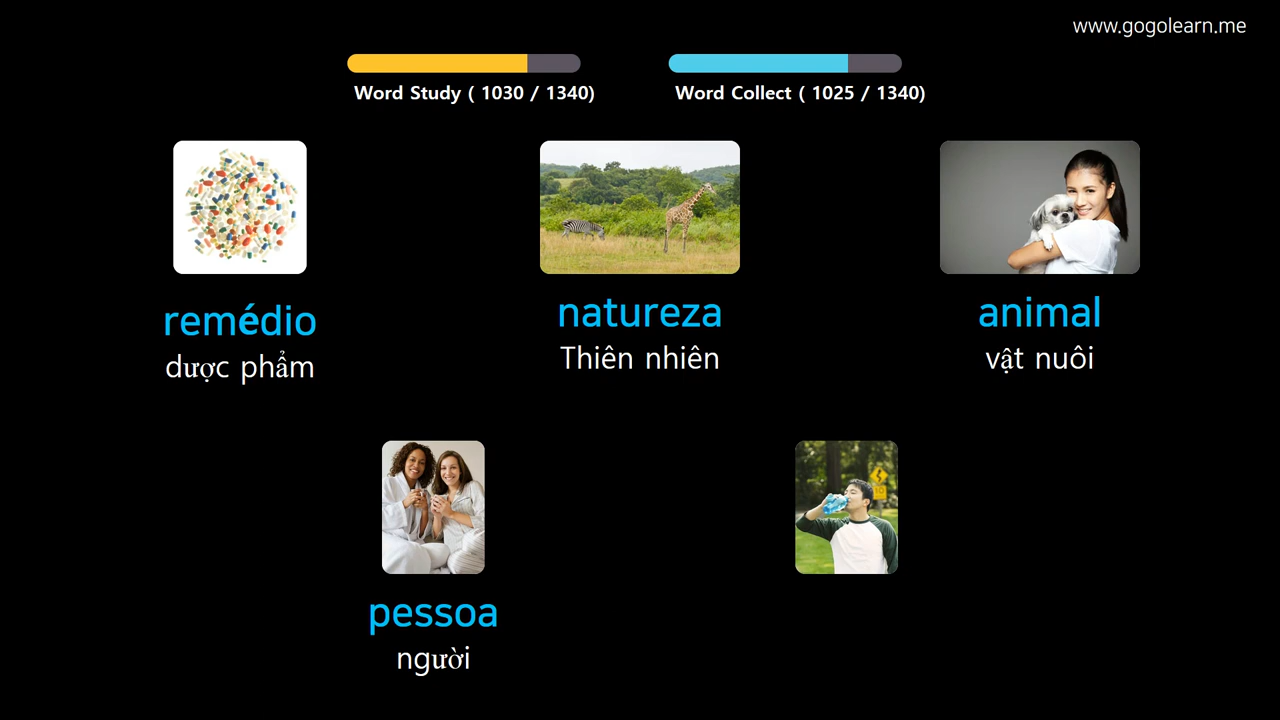 www.gogolearn.me
Word Study ( 1030 / 1340)
Word Collect ( 1025 / 1340)
remédio
dược phẩm
natureza
Thiên nhiên
animal
vật nuôi
pessoa
người